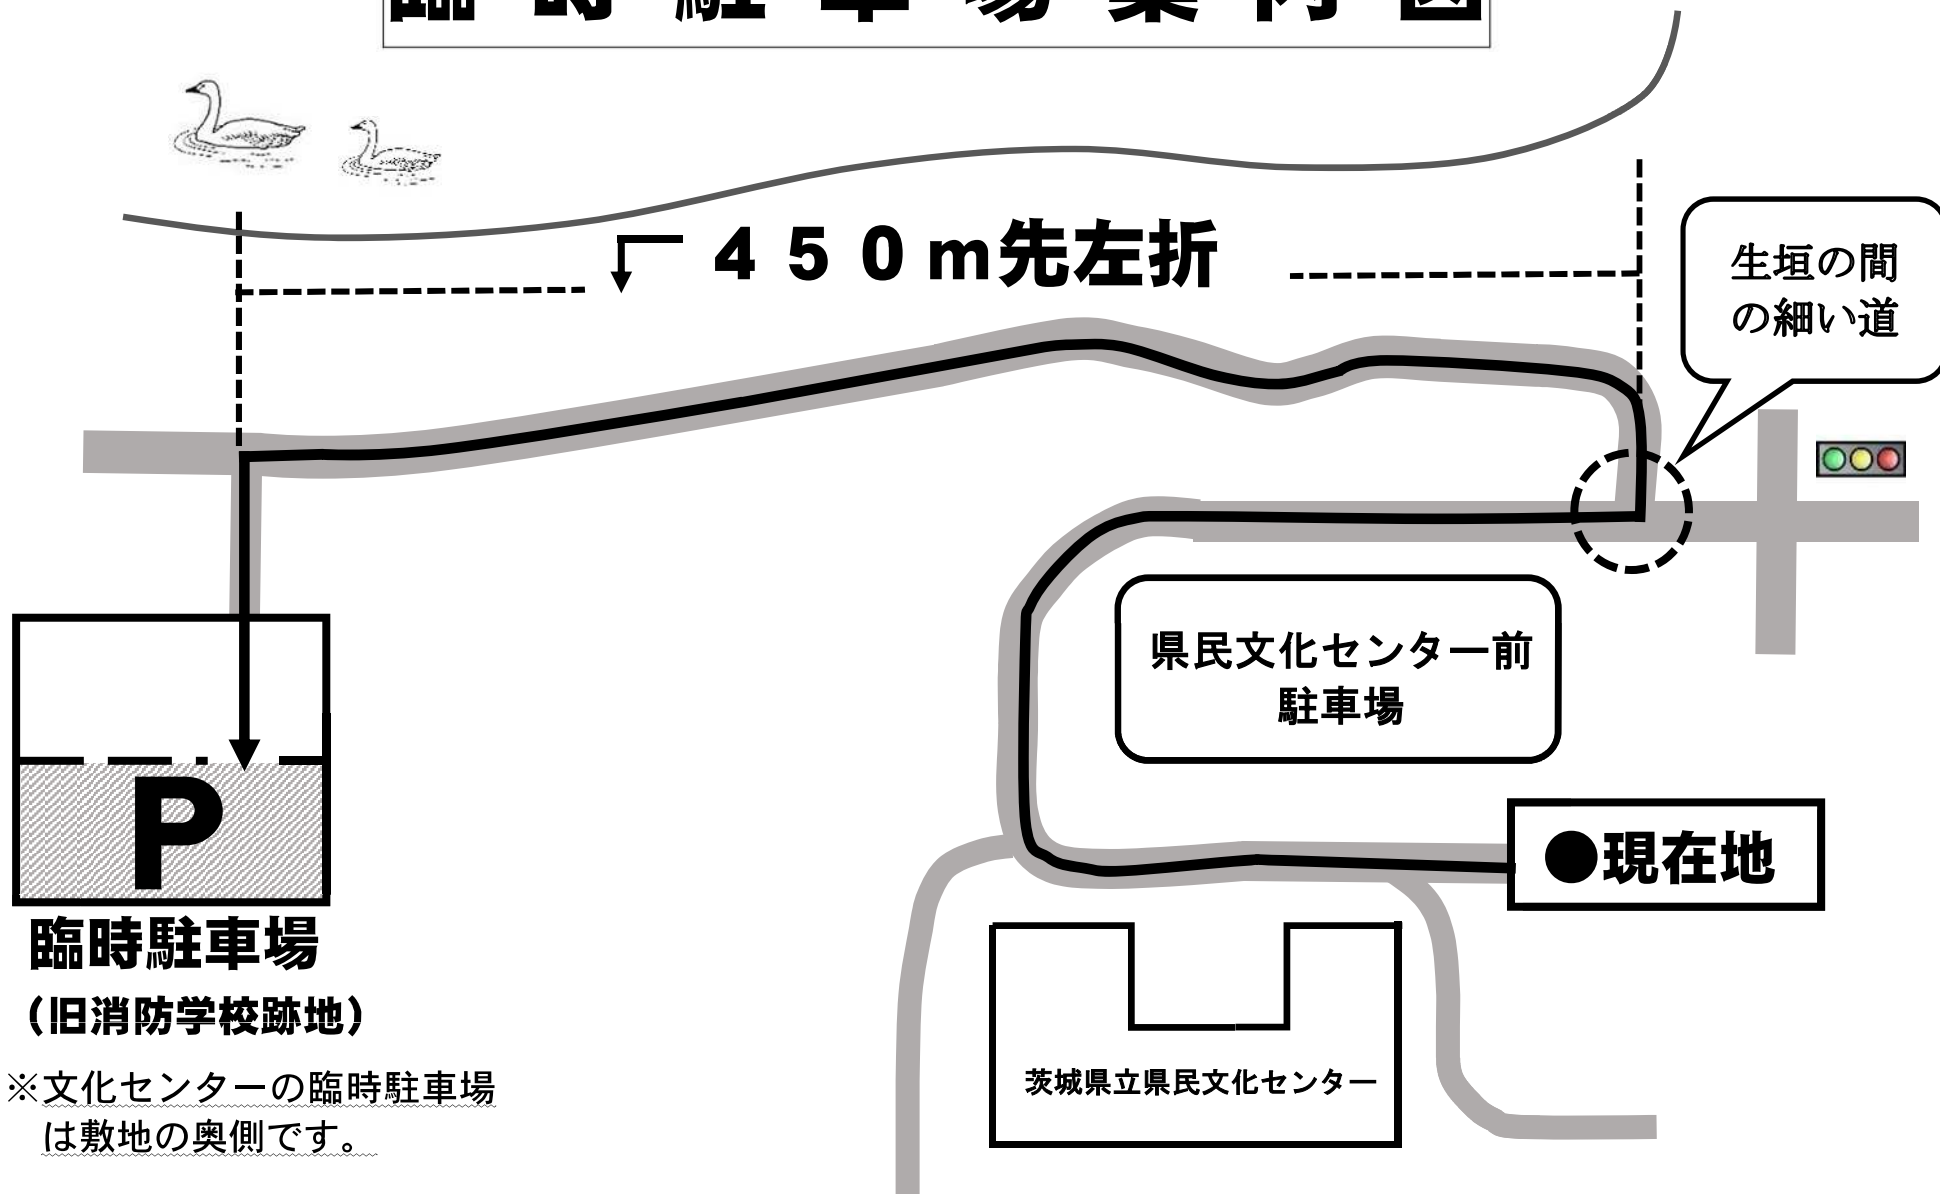 臨時駐車場案内図
450m先左折
生垣の間
の細い道
県民文化センター前
駐車場
●現在地
P
臨時駐車場
（旧消防学校跡地）
※文化センターの臨時駐車場
は敷地の奥側です。
茨城県立県民文化センター